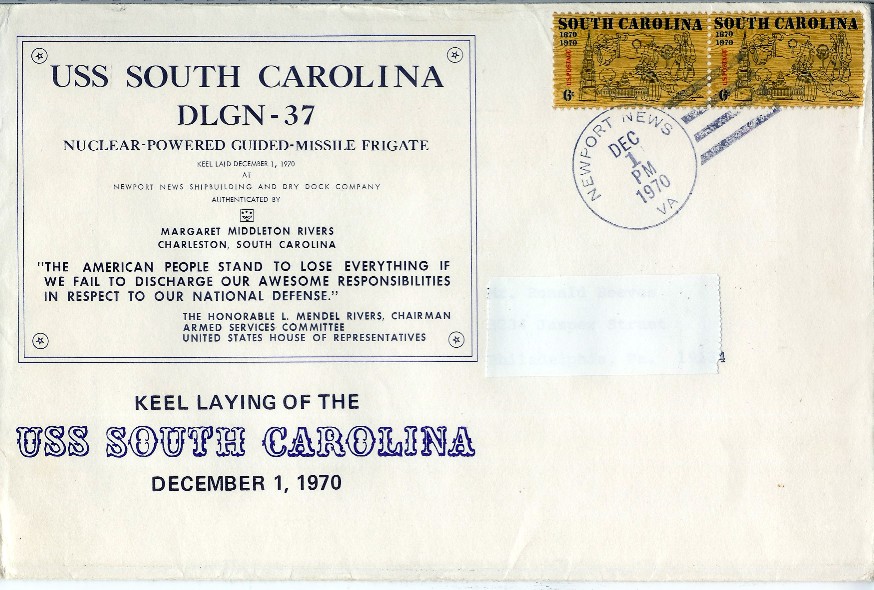 USS SOUTH CAROLINA
DLGN-37
NUCLEAR-POWERED GUIDED-MISSILE FRIGATE
KEEL LAID DECEMBER 1, 1970
AT
NEWPORT NEWS SHIPBUILDING AND DRY DOCK COMPANY
AUTHENTICATED BY
MARGARET MIDDLETON RIVERS
CHARLESTON, SOUTH CAROLINA
"THE AMERICAN PEOPLE STAND TO LOSE EVERYTHING IF
WE FAIL TO DISCHARGE OUR AWESOME RESPONSIBILITIES
IN RESPECT TO OUR NATIONAL DEFENSE."
THE HONORABLE L. MENDEL RIVERS, CHAIRMAN
ARMED SERVICES COMMITTEE
UNITED STATES HOUSE OF REPRESENTATIVES
KEEL LAYING OF THE
USS SOUTH CAROLINA
DECEMBER 1, 1970
SOUTH CAROLINA
1670
1970
6¢
SOUTH CAROLINA
1670
1970
6¢
NEWPORT NEWS
DEC
1
PM
1970
VA